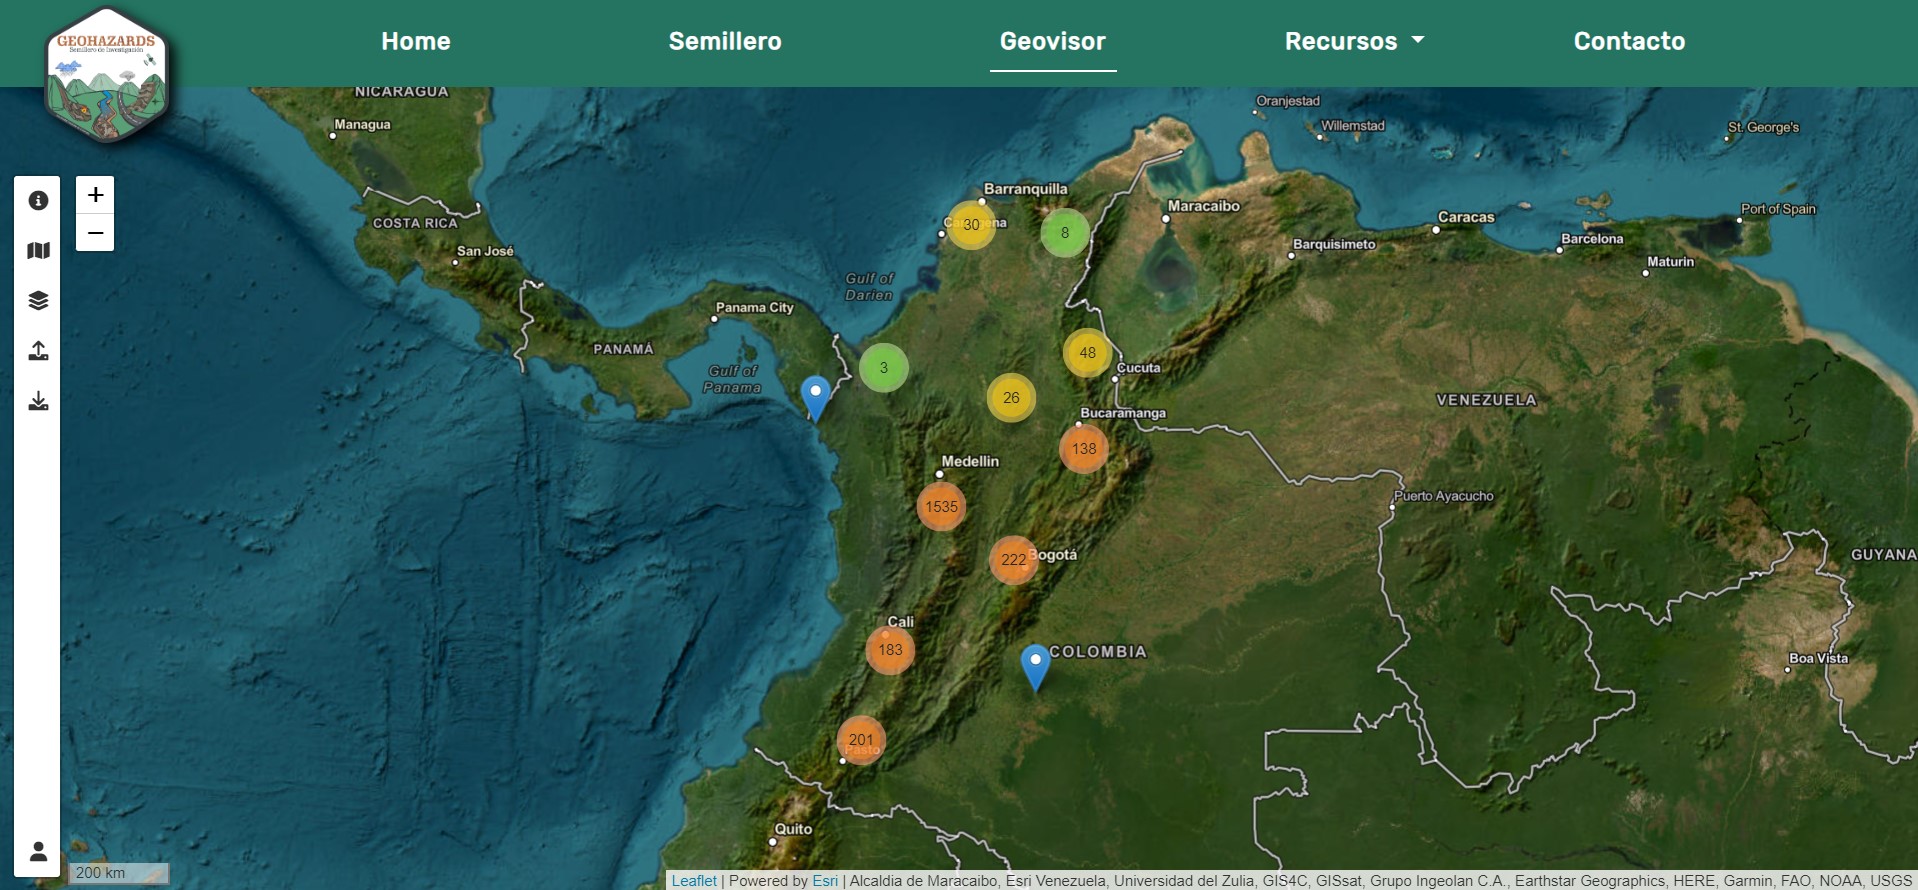 GEOHAZARDS
Semillero de Investigación
Home
Semillero
Geovisor
Recursos
Contacto
NICARAGUA
Managua
Oranjestad
Willemstad
St. George's
Barranquilla
Maracaibo
Caracas
Port of Spain
COSTA RICA
San José
30
8
Barquisimeto
Barcelona
Maturin
Gulf of
Darien
Panama City
PANAMÁ
Gulf of
Panama
3
48
Cucuta
26
Bucaramanga
VENEZUELA
138
Medellin
Puerto Ayacucho
1535
222
Bogotá
GUYANA
Cali
183
COLOMBIA
Boa Vista
201
Pasto
Quito
+
−
200 km
Leaflet | Powered by Esri | Alcaldia de Maracaibo, Esri Venezuela, Universidad del Zulia, GIS4C, GISsat, Grupo Ingeolan C.A., Earthstar Geographics, HERE, Garmin, FAO, NOAA, USGS